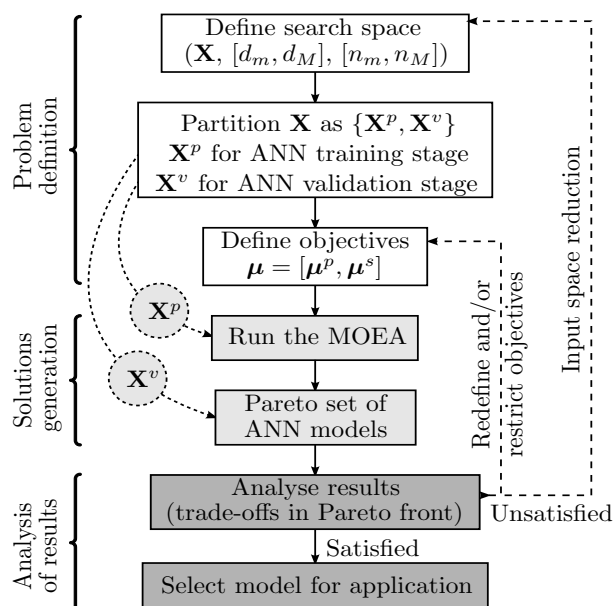 Define search space
(X, [d_m, d_M], [n_m, n_M])
Partition X as {X^p, X^v}
X^p for ANN training stage
X^v for ANN validation stage
Define objectives
μ = [μ^p, μ^s]
X^p
Run the MOEA
X^v
Pareto set of
ANN models
Analyse results
(trade-offs in Pareto front)
Satisfied
Select model for application
Unsatisfied
Redefine and/or
restrict objectives
Input space reduction
Problem
definition
Solutions
generation
Analysis
of results